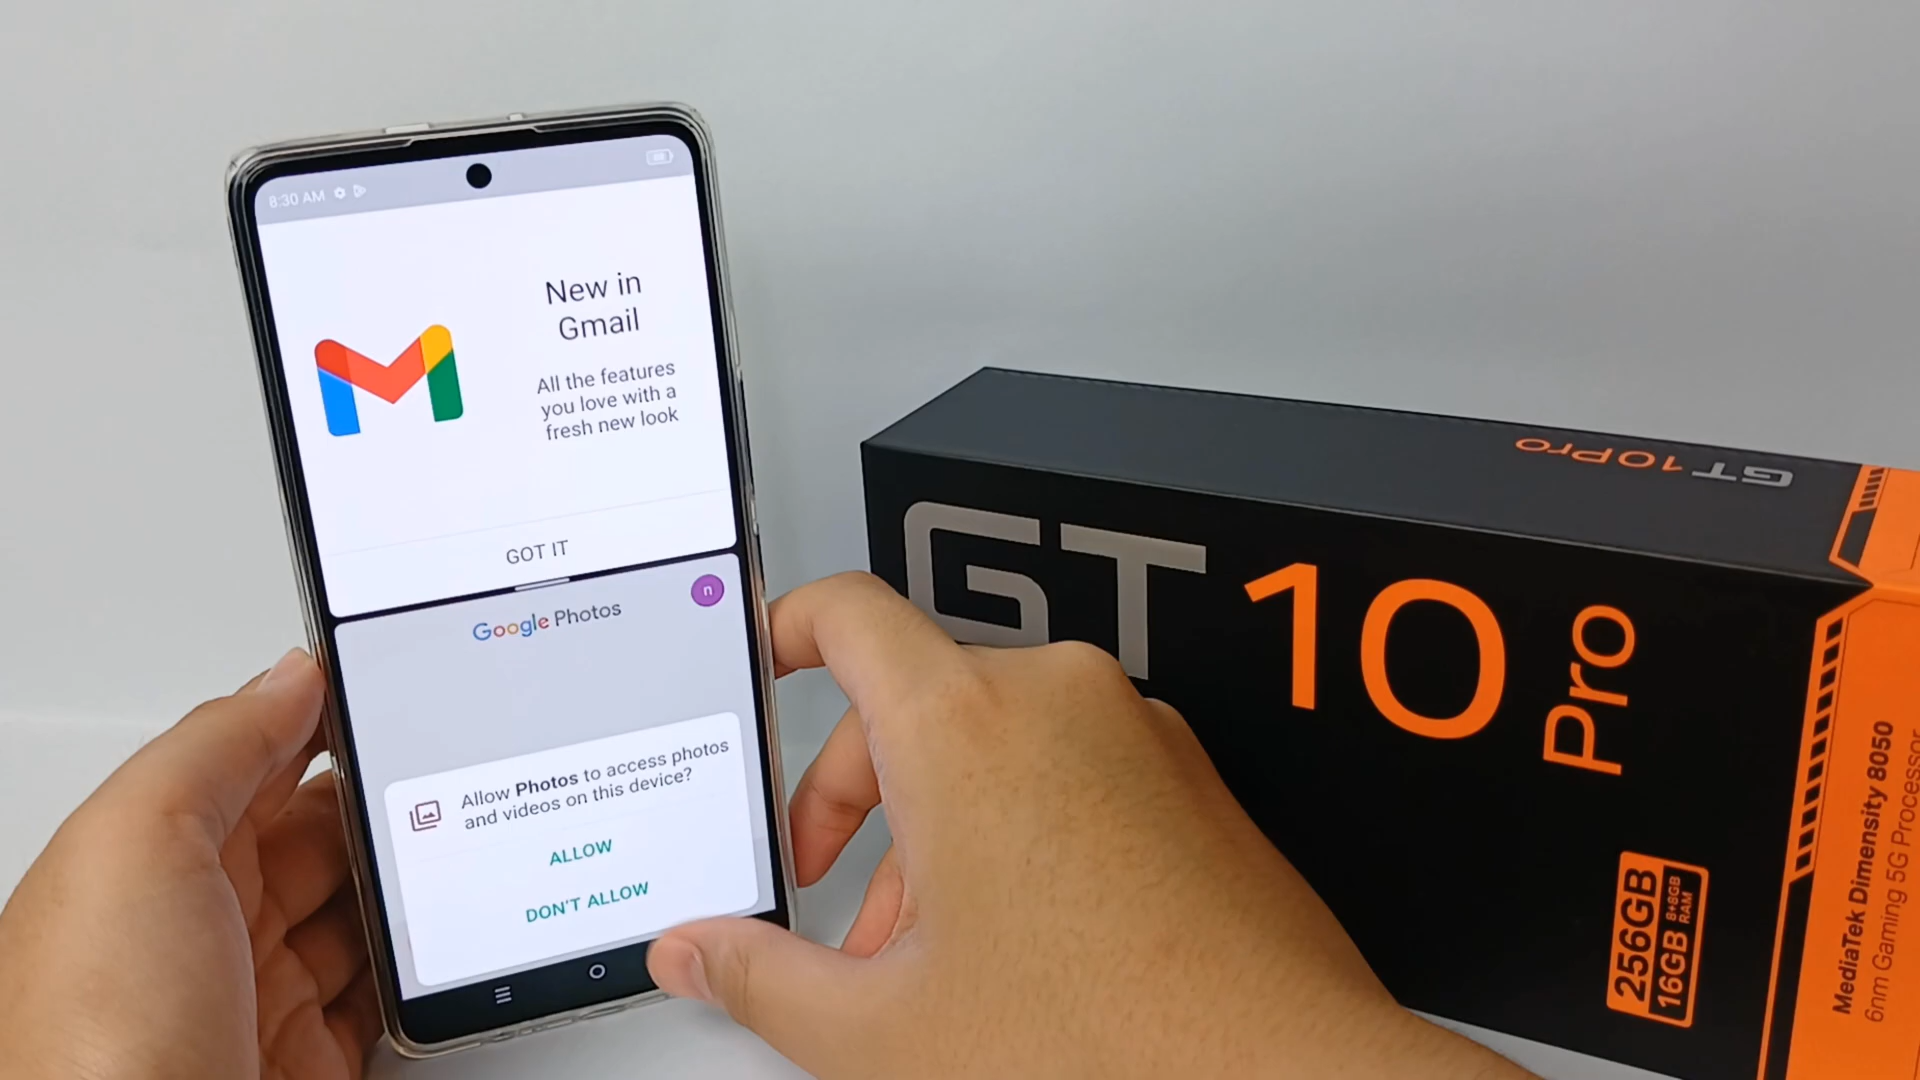 8:30 AM
New in
Gmail
All the features
you love with a
fresh new look
GOT IT
Google Photos
n
Allow Photos to access photos
and videos on this device?
ALLOW
DON'T ALLOW
GT 10Pro
GT 10 Pro
256GB
16GB 8+8GB RAM
MediaTek Dimensity 8050
6nm Gaming 5G Processor